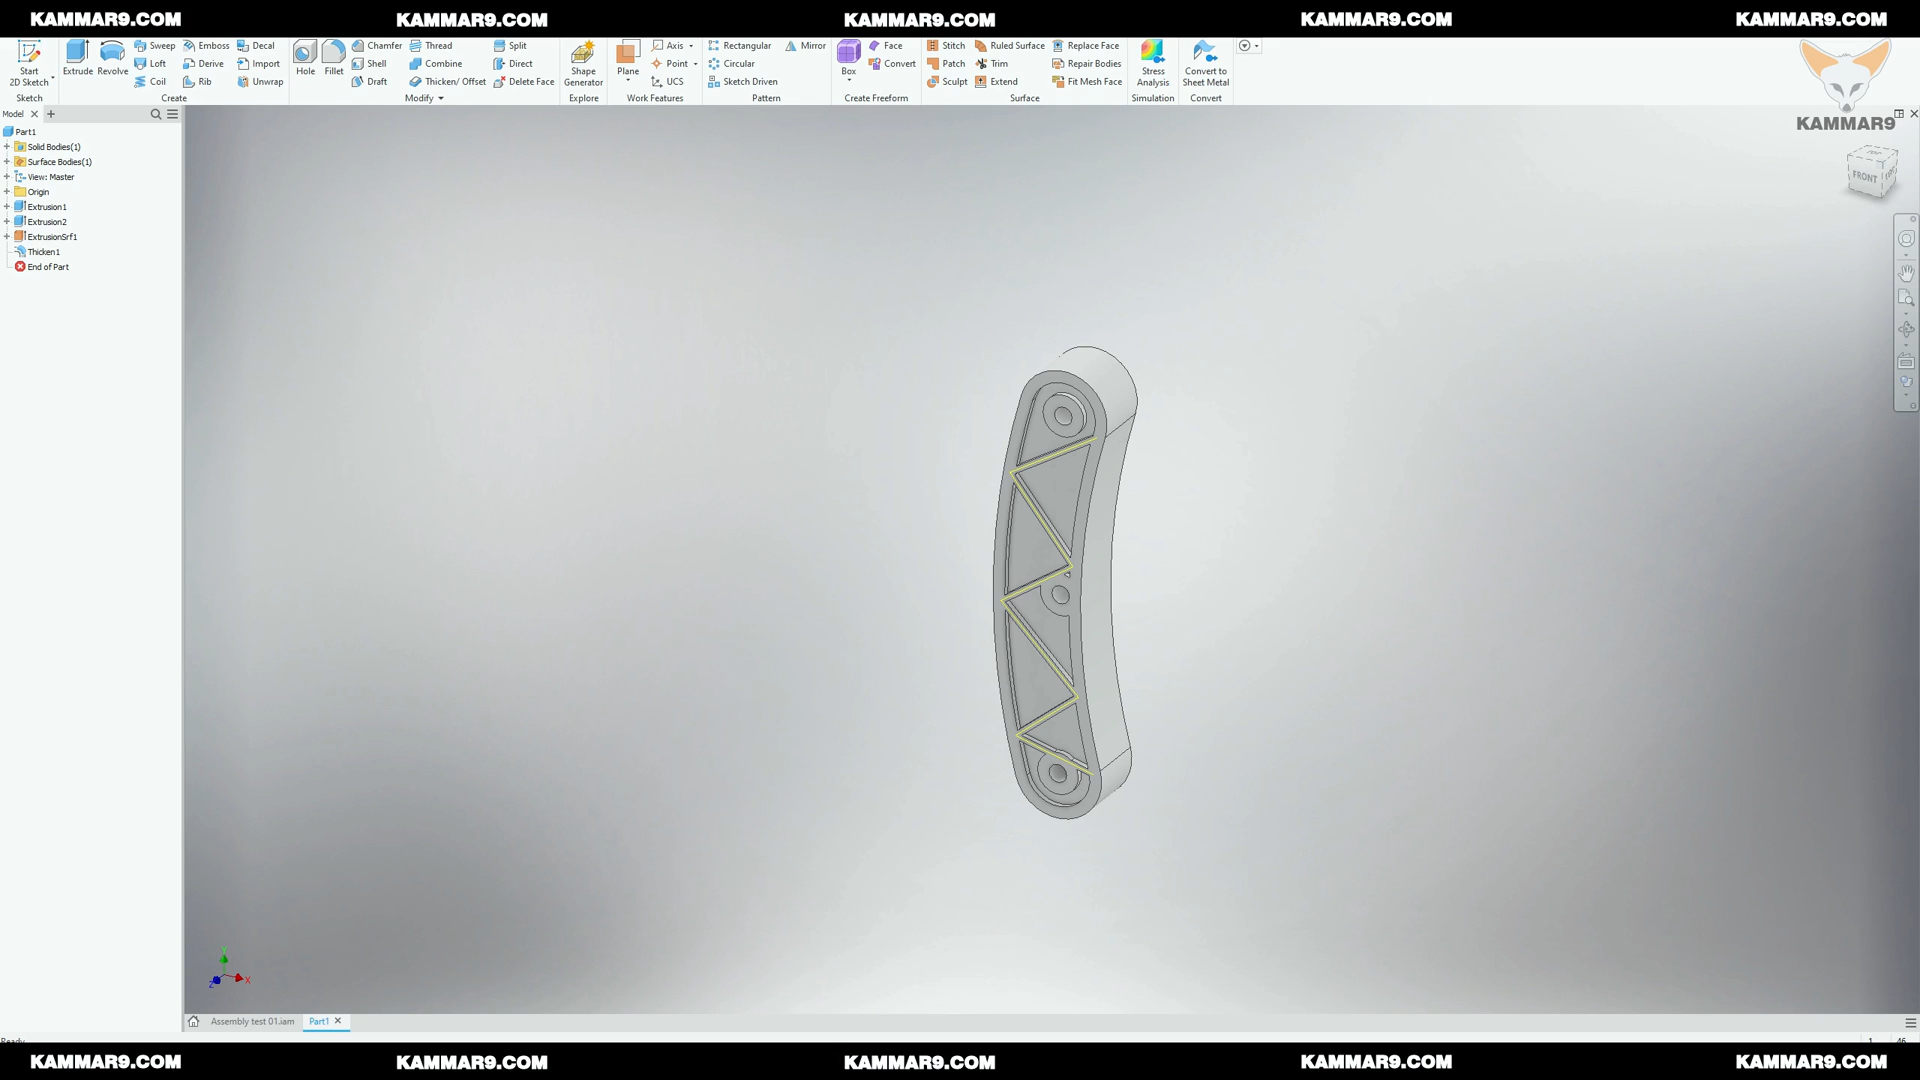 KAMMAR9.COM KAMMAR9.COM KAMMAR9.COM KAMMAR9.COM KAMMAR9.COM
Sweep Emboss Decal Chamfer Thread Split Axis Rectangular Mirror Face Stitch Ruled Surface Replace Face
Start 2D Sketch Extrude Revolve Loft Derive Import Hole Fillet Shell Combine Direct Shape Generator Plane Point Circular Box Convert Patch Trim Repair Bodies Stress Analysis Convert to Sheet Metal
Coil Rib Unwrap Draft Thicken/ Offset Delete Face UCS Sketch Driven Sculpt Extend Fit Mesh Face
Sketch Create Modify Explore Work Features Pattern Create Freeform Surface Simulation Convert
KAMMAR9
Model
Part1
Solid Bodies(1)
Surface Bodies(1)
View: Master
Origin
Extrusion1
Extrusion2
ExtrusionSrf1
Thicken1
End of Part
FRONT
Y
X
Z
Assembly test 01.iam Part1
Ready
KAMMAR9.COM KAMMAR9.COM KAMMAR9.COM KAMMAR9.COM KAMMAR9.COM